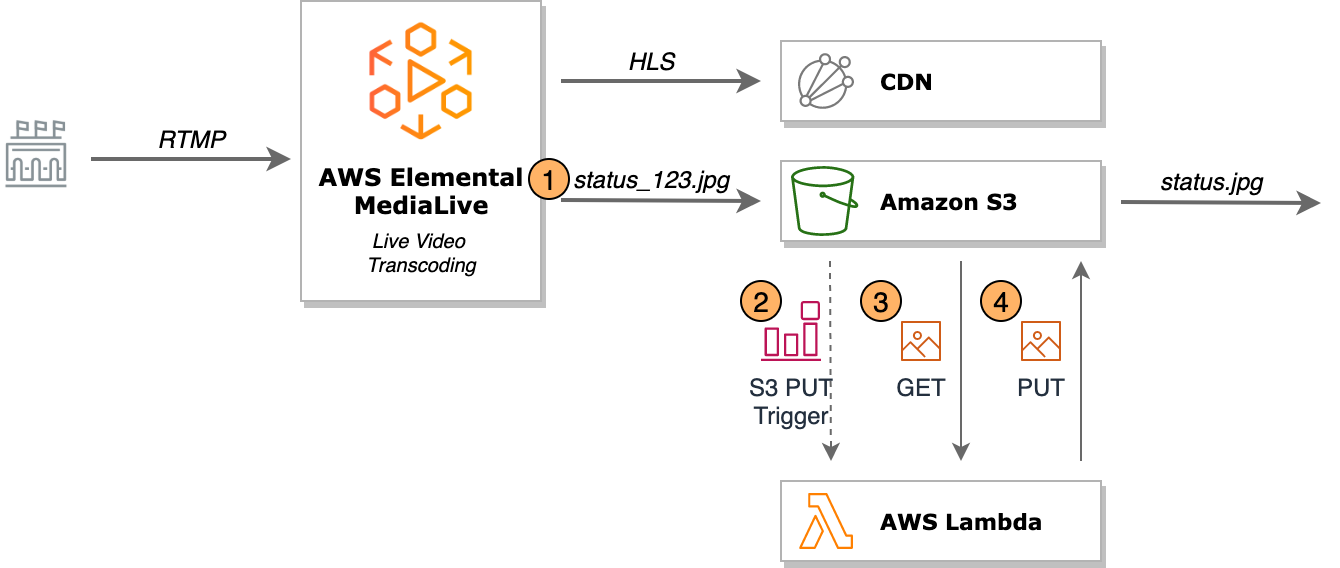 RTMP
AWS Elemental
MediaLive
Live Video
Transcoding
HLS
CDN
1
status_123.jpg
Amazon S3
status.jpg
2
S3 PUT
Trigger
3
GET
4
PUT
AWS Lambda